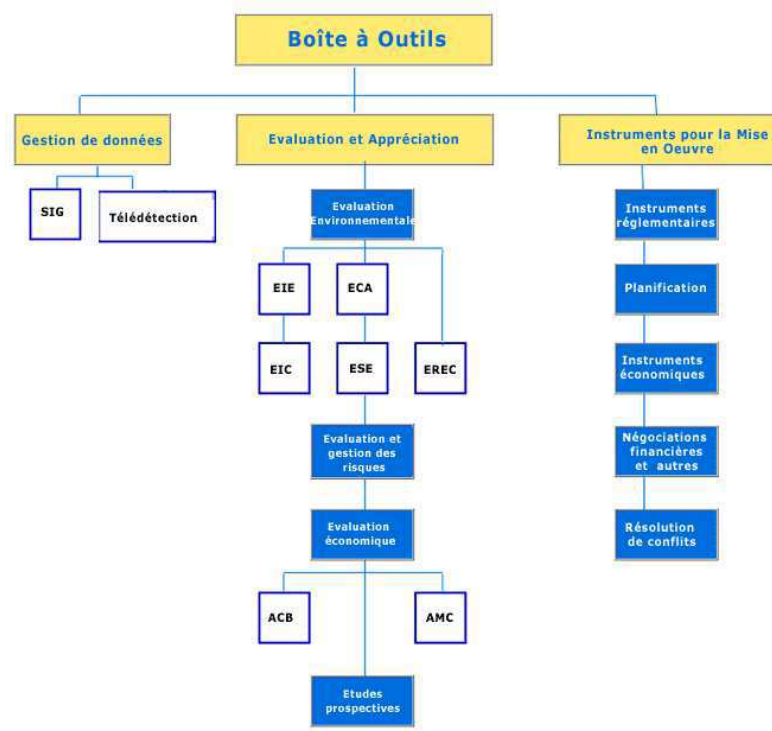 Boîte à Outils
Gestion de données
Evaluation et Appréciation
Instruments pour la Mise
en Oeuvre
SIG
Télédétection
Evaluation
Environnementale
EIE
ECA
EIC
ESE
EREC
Evaluation et
gestion des
risques
Evaluation
économique
ACB
AMC
Etudes
prospectives
Instruments
réglementaires
Planification
Instruments
économiques
Négociations
financières
et autres
Résolution
de conflits